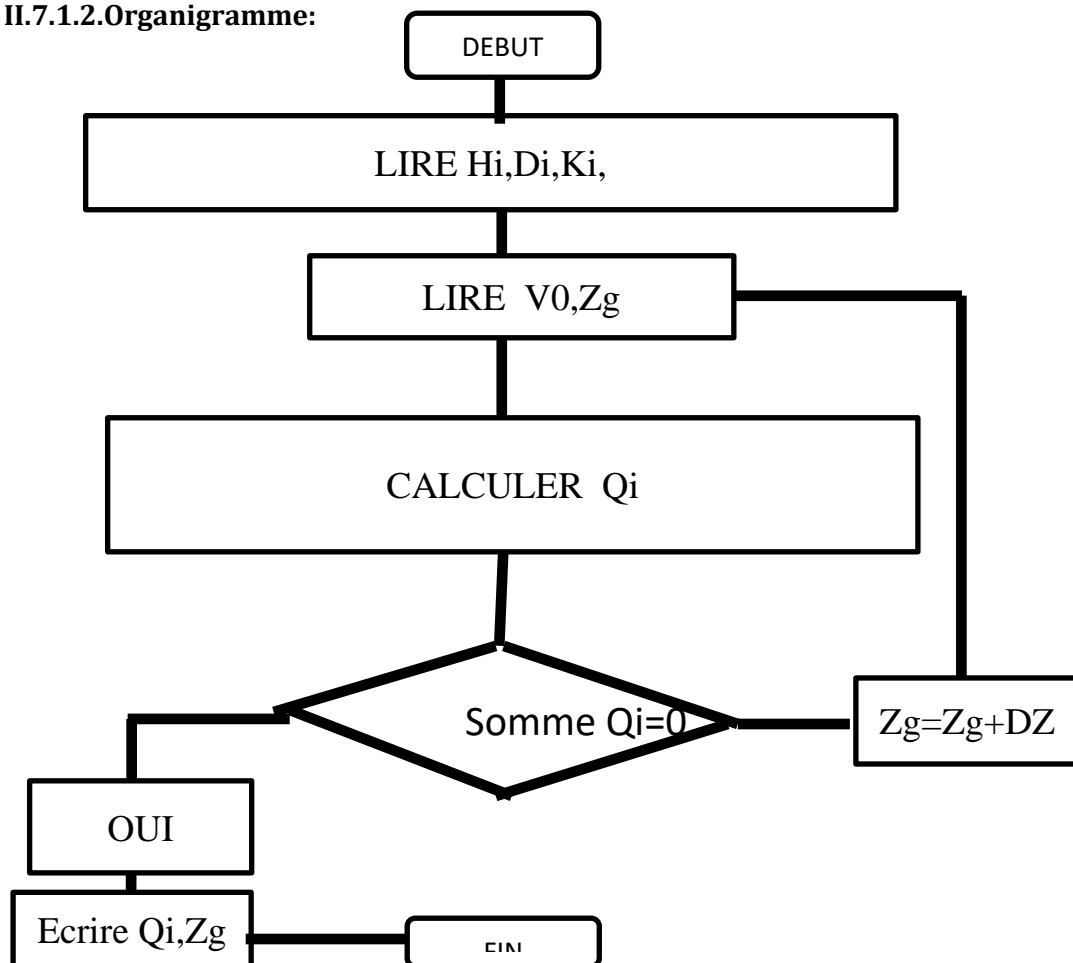 II.7.1.2.Organigramme:
DEBUT
LIRE Hi,Di,Ki,
LIRE V0,Zg
CALCULER Qi
Somme Qi=0
Zg=Zg+DZ
OUI
Ecrire Qi,Zg
FIN